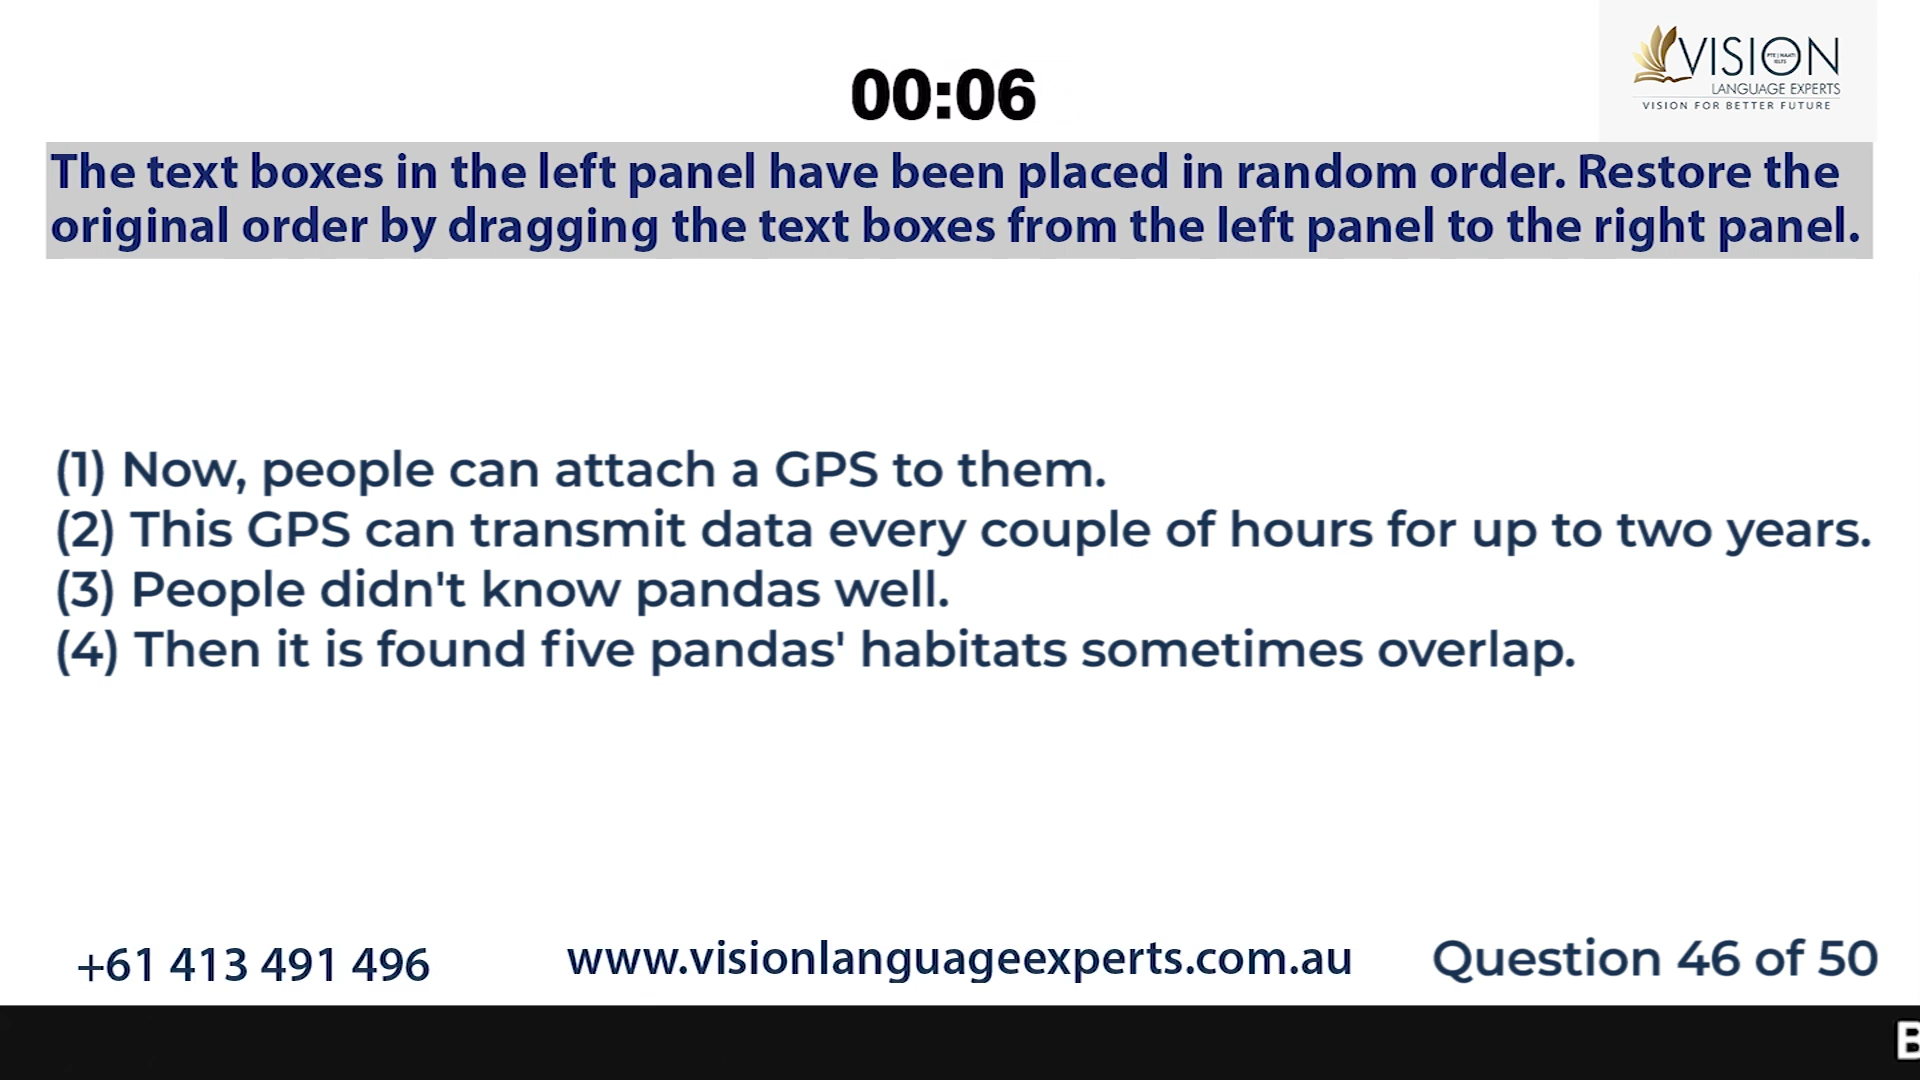 VISION
LANGUAGE EXPERTS
VISION FOR BETTER FUTURE
00:06
The text boxes in the left panel have been placed in random order. Restore the
original order by dragging the text boxes from the left panel to the right panel.
(1) Now, people can attach a GPS to them.
(2) This GPS can transmit data every couple of hours for up to two years.
(3) People didn't know pandas well.
(4) Then it is found five pandas' habitats sometimes overlap.
+61 413 491 496
www.visionlanguageexperts.com.au
Question 46 of 50